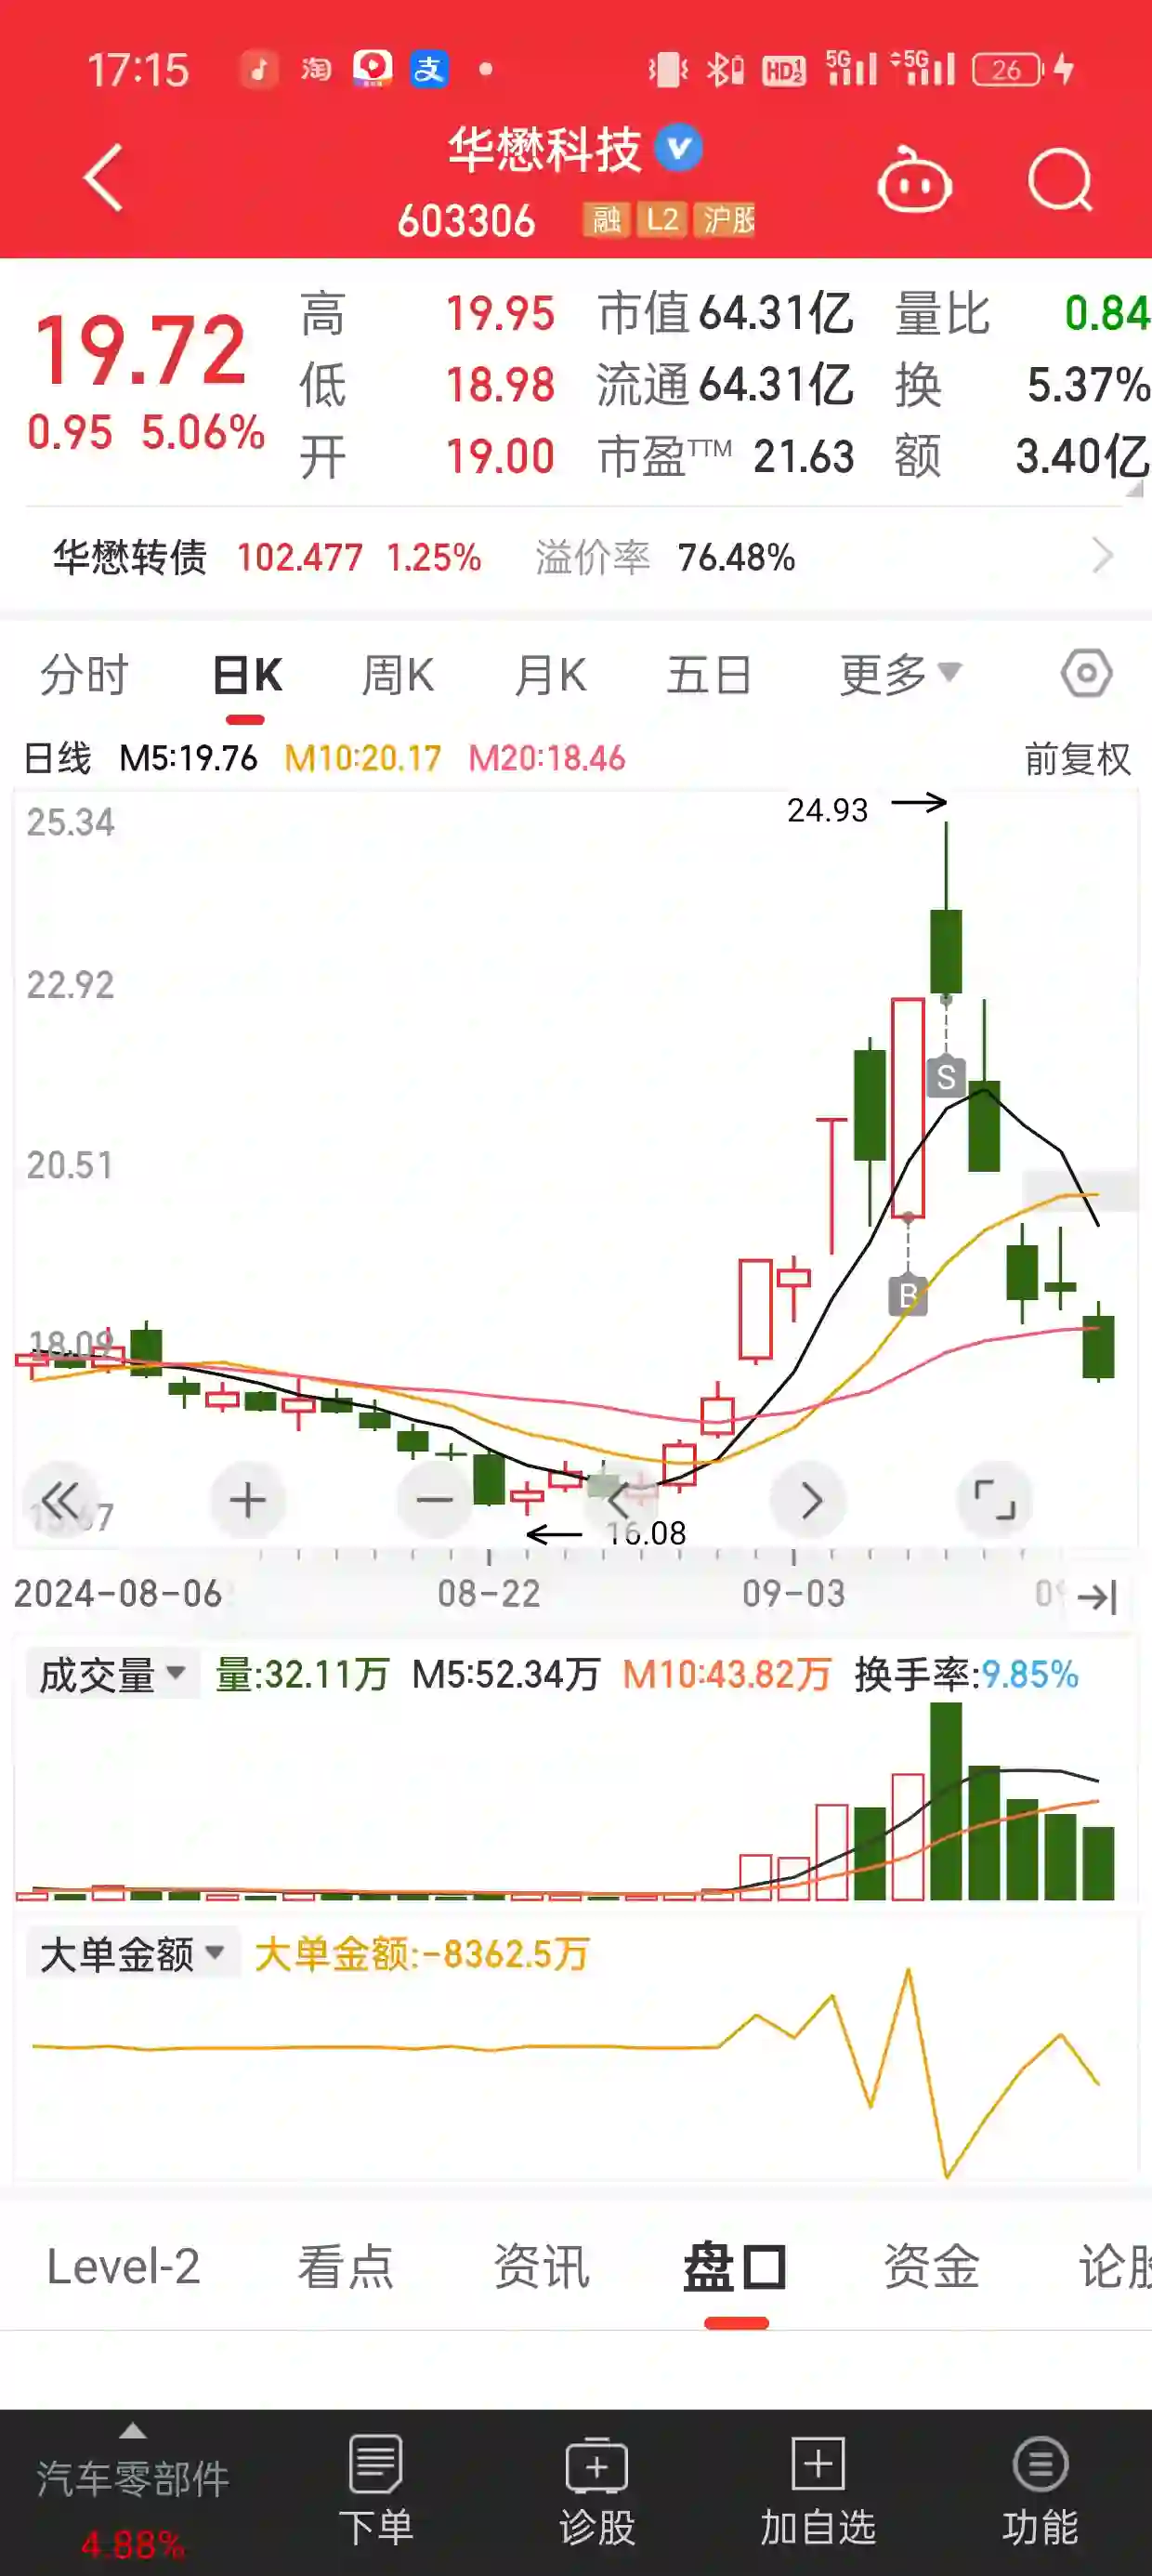 17:15 淘 支 HD1 2 5G 5G 26
华懋科技 V
603306 融 L2 沪股
19.72 高 19.95 市值 64.31亿 量比 0.84
低 18.98 流通 64.31亿 换 5.37%
0.95 5.06% 开 19.00 市盈TTM 21.63 额 3.40亿
华懋转债 102.477 1.25% 溢价率 76.48%
分时 日K 周K 月K 五日 更多
日线 M5:19.76 M10:20.17 M20:18.46 前复权
24.93
25.34
22.92
S
20.51
B
18.09
16.08
2024-08-06 08-22 09-03
成交量 量:32.11万 M5:52.34万 M10:43.82万 换手率:9.85%
大单金额 大单金额:-8362.5万
Level-2 看点 资讯 盘口 资金 论股
汽车零部件 下单 诊股 加自选 功能
4.88%